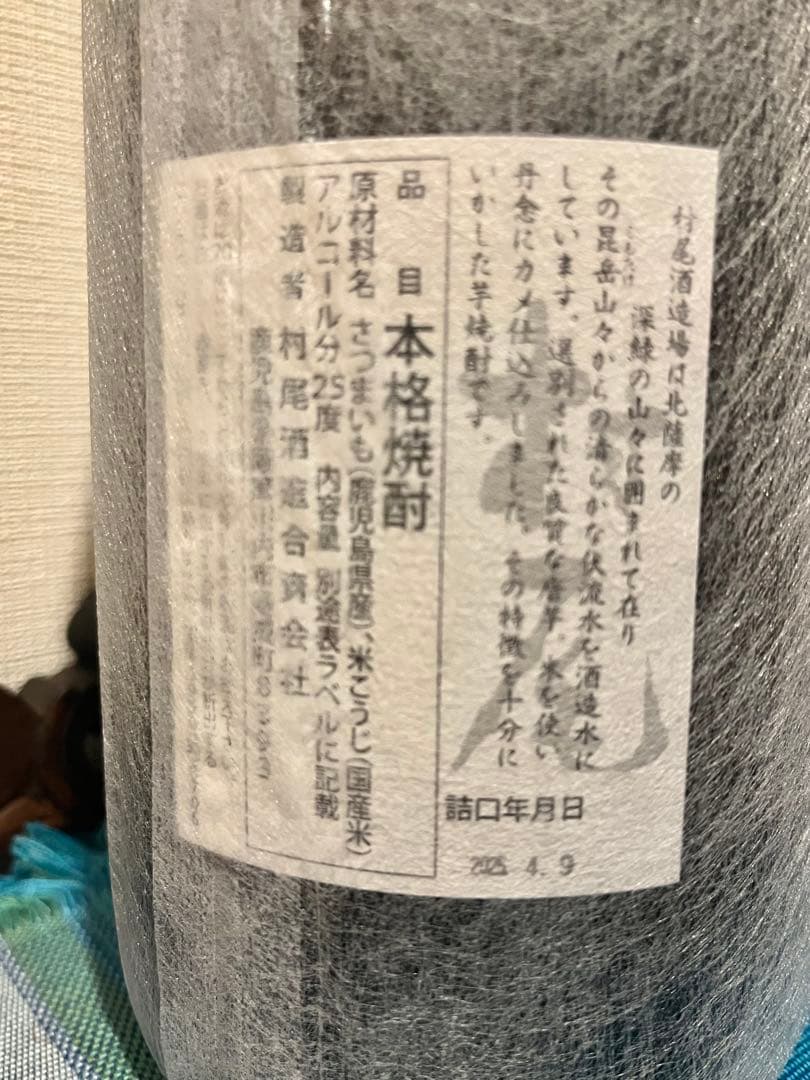 村尾酒造場は北薩摩の
深緑の山々に囲まれて在り
その昆岳山々からの清らかな伏流水を酒造水に
こもたけ
しています。選別された良質な唐芋、米を使い
丹念にカメ仕込みしました。その特徴を十分に
いかした芋焼酎です。
詰口年月日
2025 4. 9
品目 本格焼酎
原材料名 さつまいも(鹿児島県産)、米こうじ(国産米)
アルコール分 25度 内容量 別途表ラベルに記載
製造者 村尾酒造合資会社